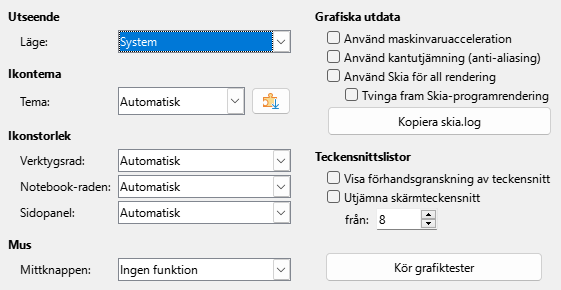 Utseende
Läge: System
Ikontema
Tema: Automatisk
Ikonstorlek
Verktygsrad: Automatisk
Notebook-raden: Automatisk
Sidopanel: Automatisk
Mus
Mittknappen: Ingen funktion
Grafiska utdata
Använd maskinvaruacceleration
Använd kantutjämning (anti-aliasing)
Använd Skia för all rendering
Tvinga fram Skia-programrendering
Kopiera skia.log
Teckensnittslistor
Visa förhandsgranskning av teckensnitt
Utjämna skärmteckensnitt
från: 8
Kör grafiktester